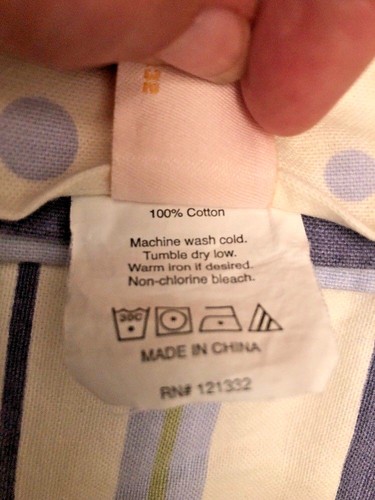 100% Cotton
Machine wash cold.
Tumble dry low.
Warm iron if desired.
Non-chlorine bleach.
30C
MADE IN CHINA
RN# 121332